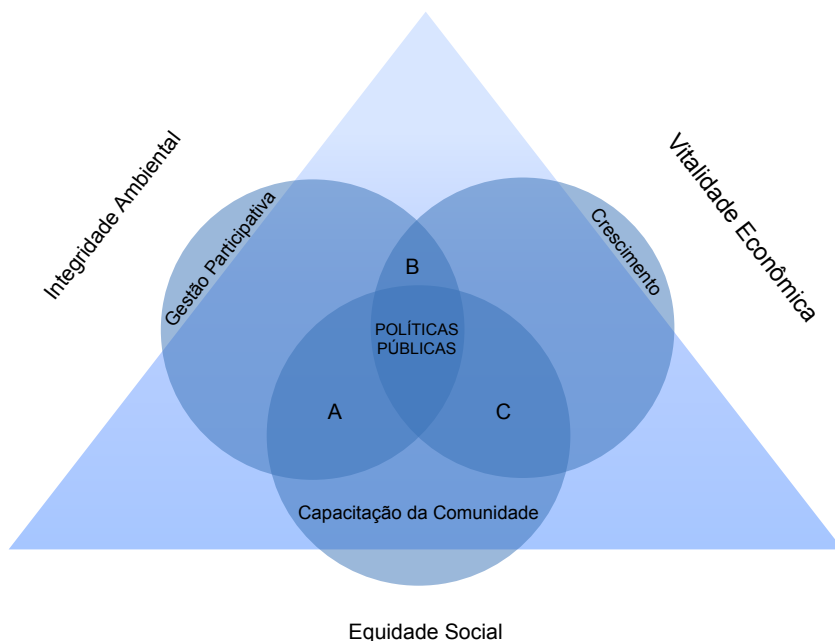 Integridade Ambiental
Vitalidade Econômica
Gestão Participativa
Crescimento
B
POLÍTICAS
PÚBLICAS
A
C
Capacitação da Comunidade
Equidade Social